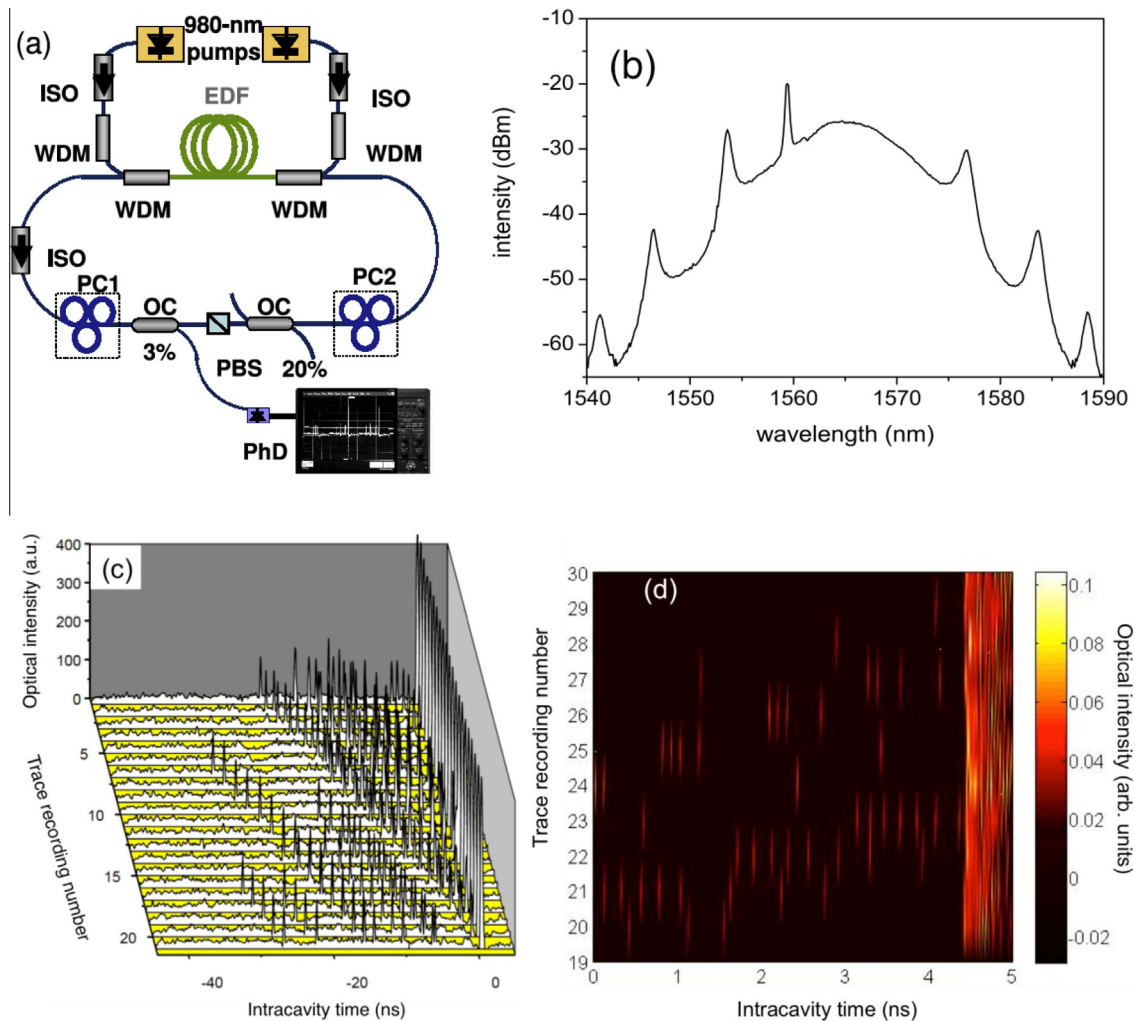 (a)
980-nm
pumps
ISO
EDF
ISO
WDM
WDM
WDM
WDM
ISO
PC1
OC
OC
PC2
3%
PBS
20%
PhD
(b)
intensity (dBm)
-10
-20
-30
-40
-50
-60
1540
1550
1560
1570
1580
1590
wavelength (nm)
(c)
Optical intensity (a.u.)
400
300
200
100
0
Trace recording number
5
10
15
20
-40
-20
0
Intracavity time (ns)
(d)
Trace recording number
30
29
28
27
26
25
24
23
22
21
20
19
0
1
2
3
4
5
Intracavity time (ns)
0.1
0.08
0.06
0.04
0.02
0
-0.02
Optical intensity (arb. units)